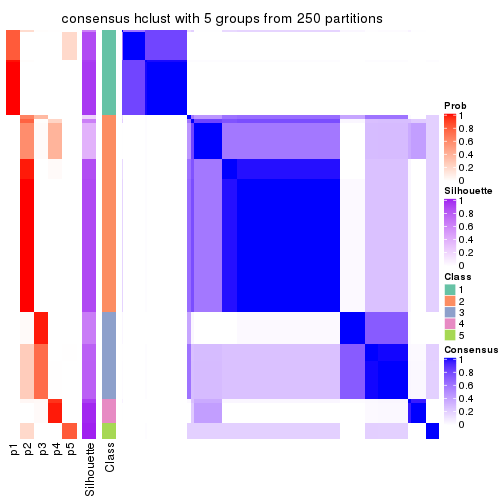 consensus hclust with 5 groups from 250 partitions
Prob
1
0.8
0.6
0.4
0.2
0
Silhouette
1
0.8
0.6
0.4
0.2
0
Class
1
2
3
4
5
Consensus
1
0.8
0.6
0.4
0.2
0
p1
p2
p3
p4
p5
Silhouette
Class